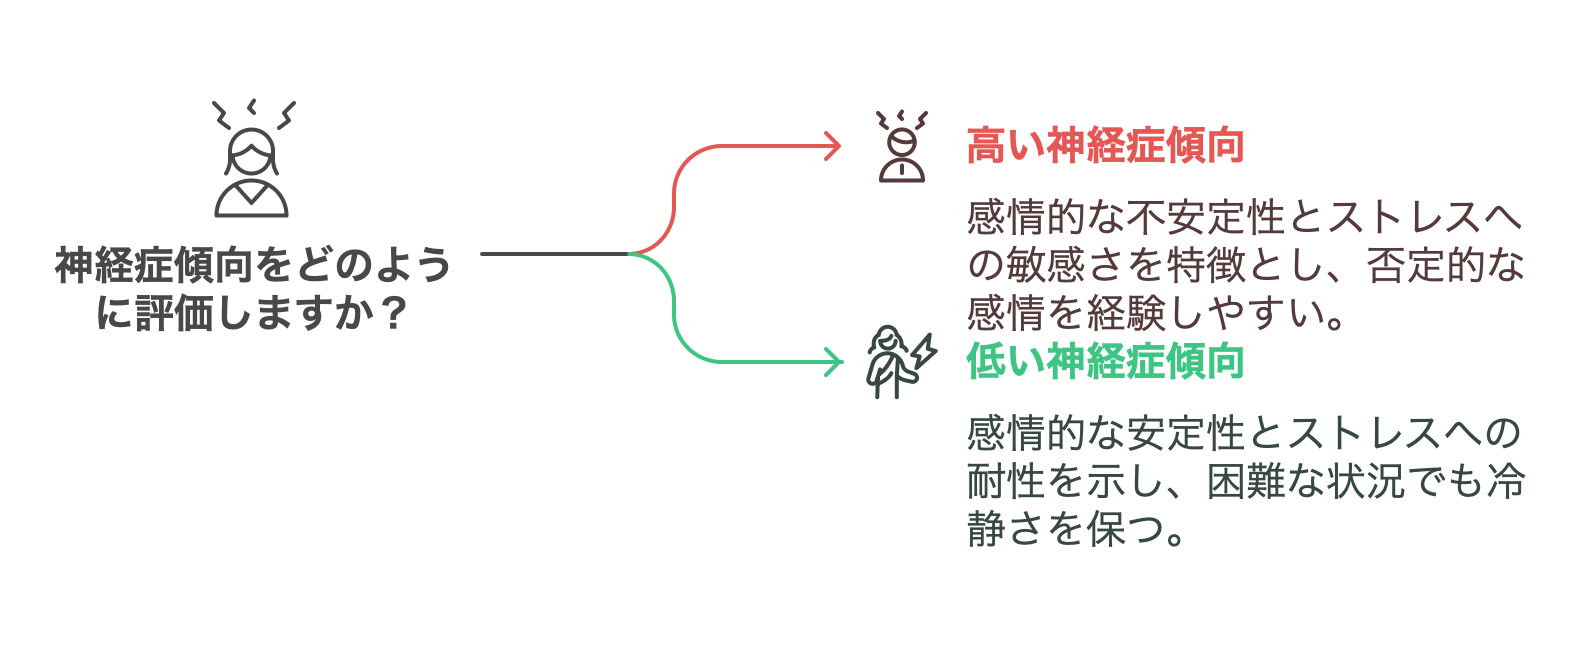 神経症傾向をどのよう
に評価しますか？
高い神経症傾向
感情的な不安定性とストレスへ
の敏感さを特徴とし、否定的な
感情を経験しやすい。
低い神経症傾向
感情的な安定性とストレスへの
耐性を示し、困難な状況でも冷
静さを保つ。